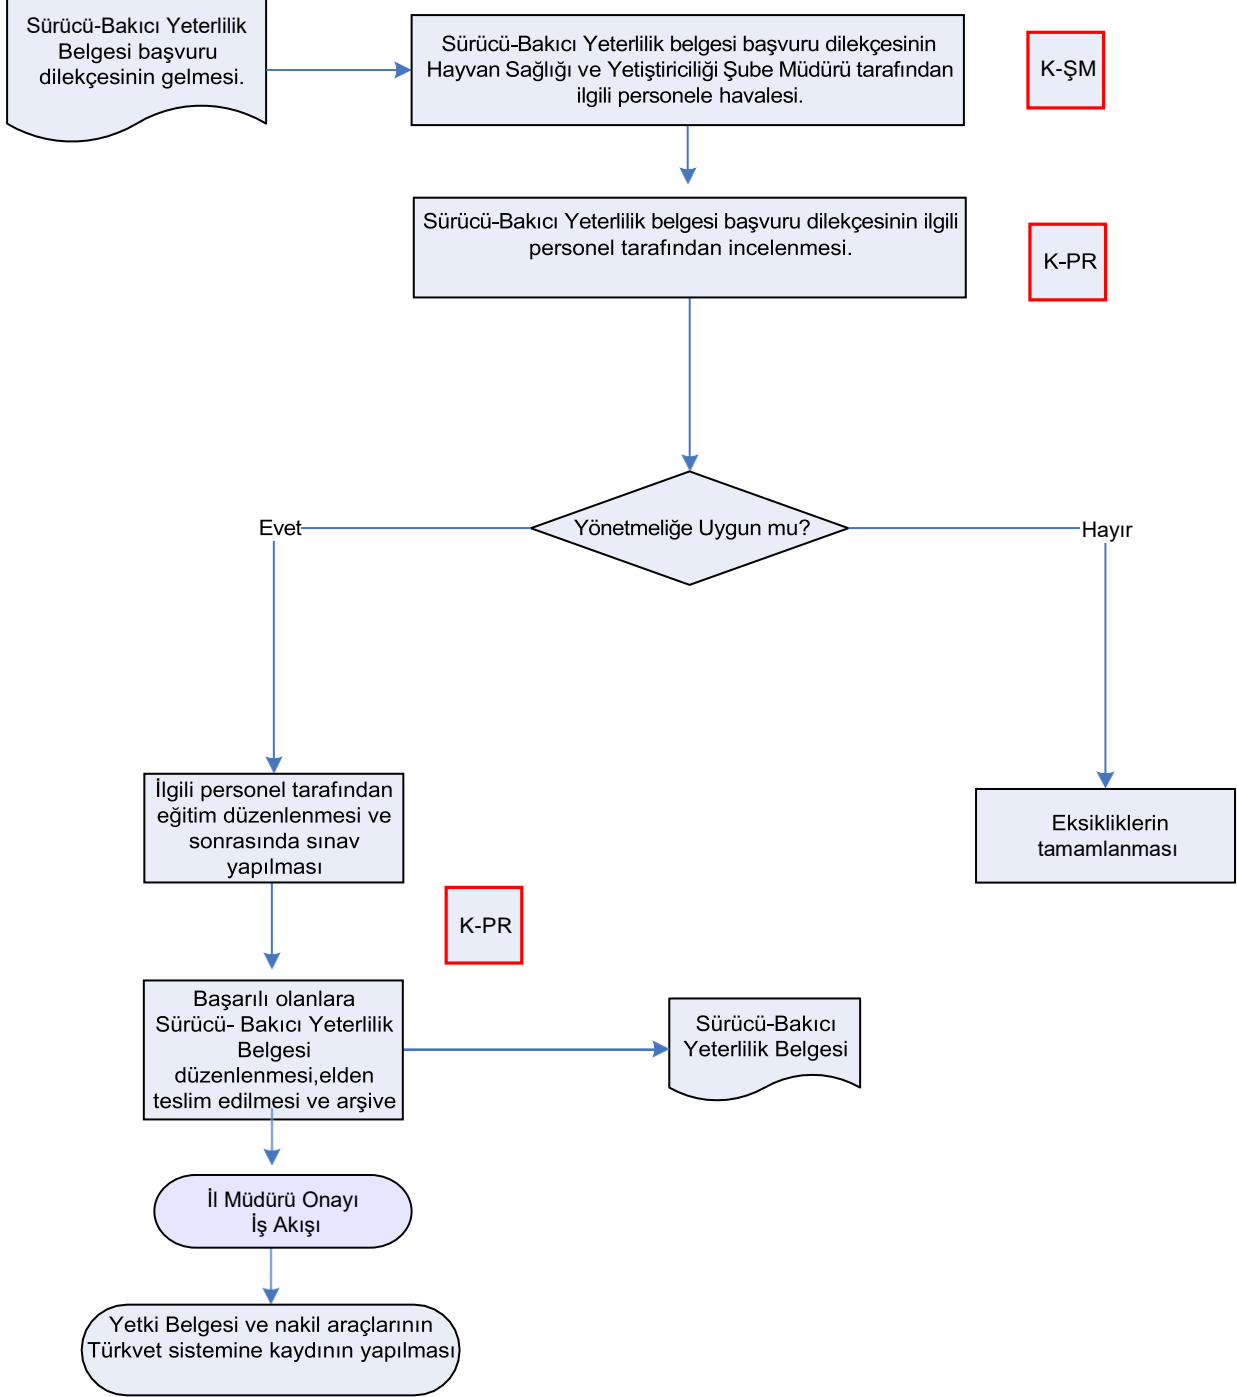 Sürücü-Bakıcı Yeterlilik
Belgesi başvuru
dilekçesinin gelmesi.
Sürücü-Bakıcı Yeterlilik belgesi başvuru dilekçesinin
Hayvan Sağlığı ve Yetiştiriciliği Şube Müdürü tarafından
ilgili personele havalesi.
K-ŞM
Sürücü-Bakıcı Yeterlilik belgesi başvuru dilekçesinin ilgili
personel tarafından incelenmesi.
K-PR
Yönetmeliğe Uygun mu?
Evet
Hayır
İlgili personel tarafından
eğitim düzenlenmesi ve
sonrasında sınav
yapılması
Eksikliklerin
tamamlanması
K-PR
Başarılı olanlara
Sürücü- Bakıcı Yeterlilik
Belgesi
düzenlenmesi,elden
teslim edilmesi ve arşive
Sürücü-Bakıcı
Yeterlilik Belgesi
İl Müdürü Onayı
İş Akışı
Yetki Belgesi ve nakil araçlarının
Türkvet sistemine kaydının yapılması